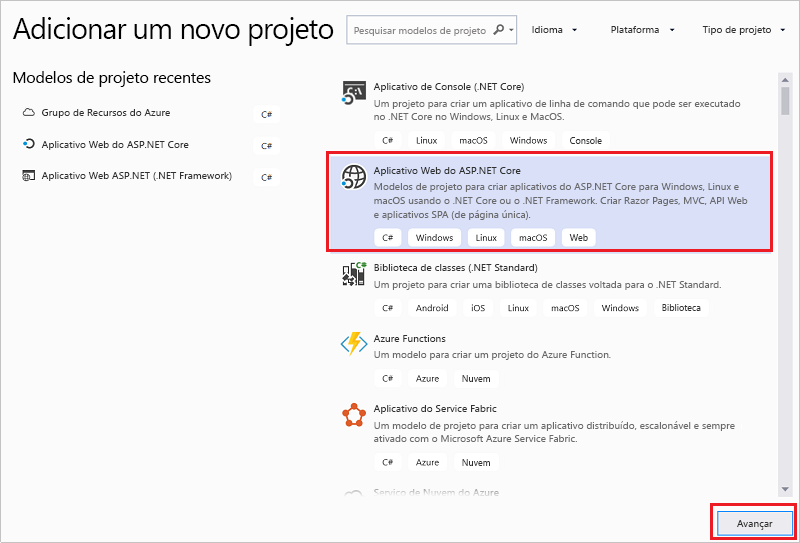 Adicionar um novo projeto
Pesquisar modelos de projeto
Idioma
Plataforma
Tipo de projeto
Modelos de projeto recentes
Grupo de Recursos do Azure C#
Aplicativo Web do ASP.NET Core C#
Aplicativo Web ASP.NET (.NET Framework) C#
Aplicativo de Console (.NET Core)
Um projeto para criar um aplicativo de linha de comando que pode ser executado
no .NET Core no Windows, Linux e MacOS.
C# Linux macOS Windows Console
Aplicativo Web do ASP.NET Core
Modelos de projeto para criar aplicativos do ASP.NET Core para Windows, Linux e
macOS usando o .NET Core ou o .NET Framework. Criar Razor Pages, MVC, API Web
e aplicativos SPA (de página única).
C# Windows Linux macOS Web
Biblioteca de classes (.NET Standard)
Um projeto para criar uma biblioteca de classes voltada para o .NET Standard.
C# Android iOS Linux macOS Windows Biblioteca
Azure Functions
Um modelo para criar um projeto do Azure Function.
C# Azure Nuvem
Aplicativo do Service Fabric
Um modelo de projeto para criar um aplicativo distribuído, escalonável e sempre
ativado com o Microsoft Azure Service Fabric.
C# Azure Nuvem
Serviço de Nuvem do Azure
Avançar